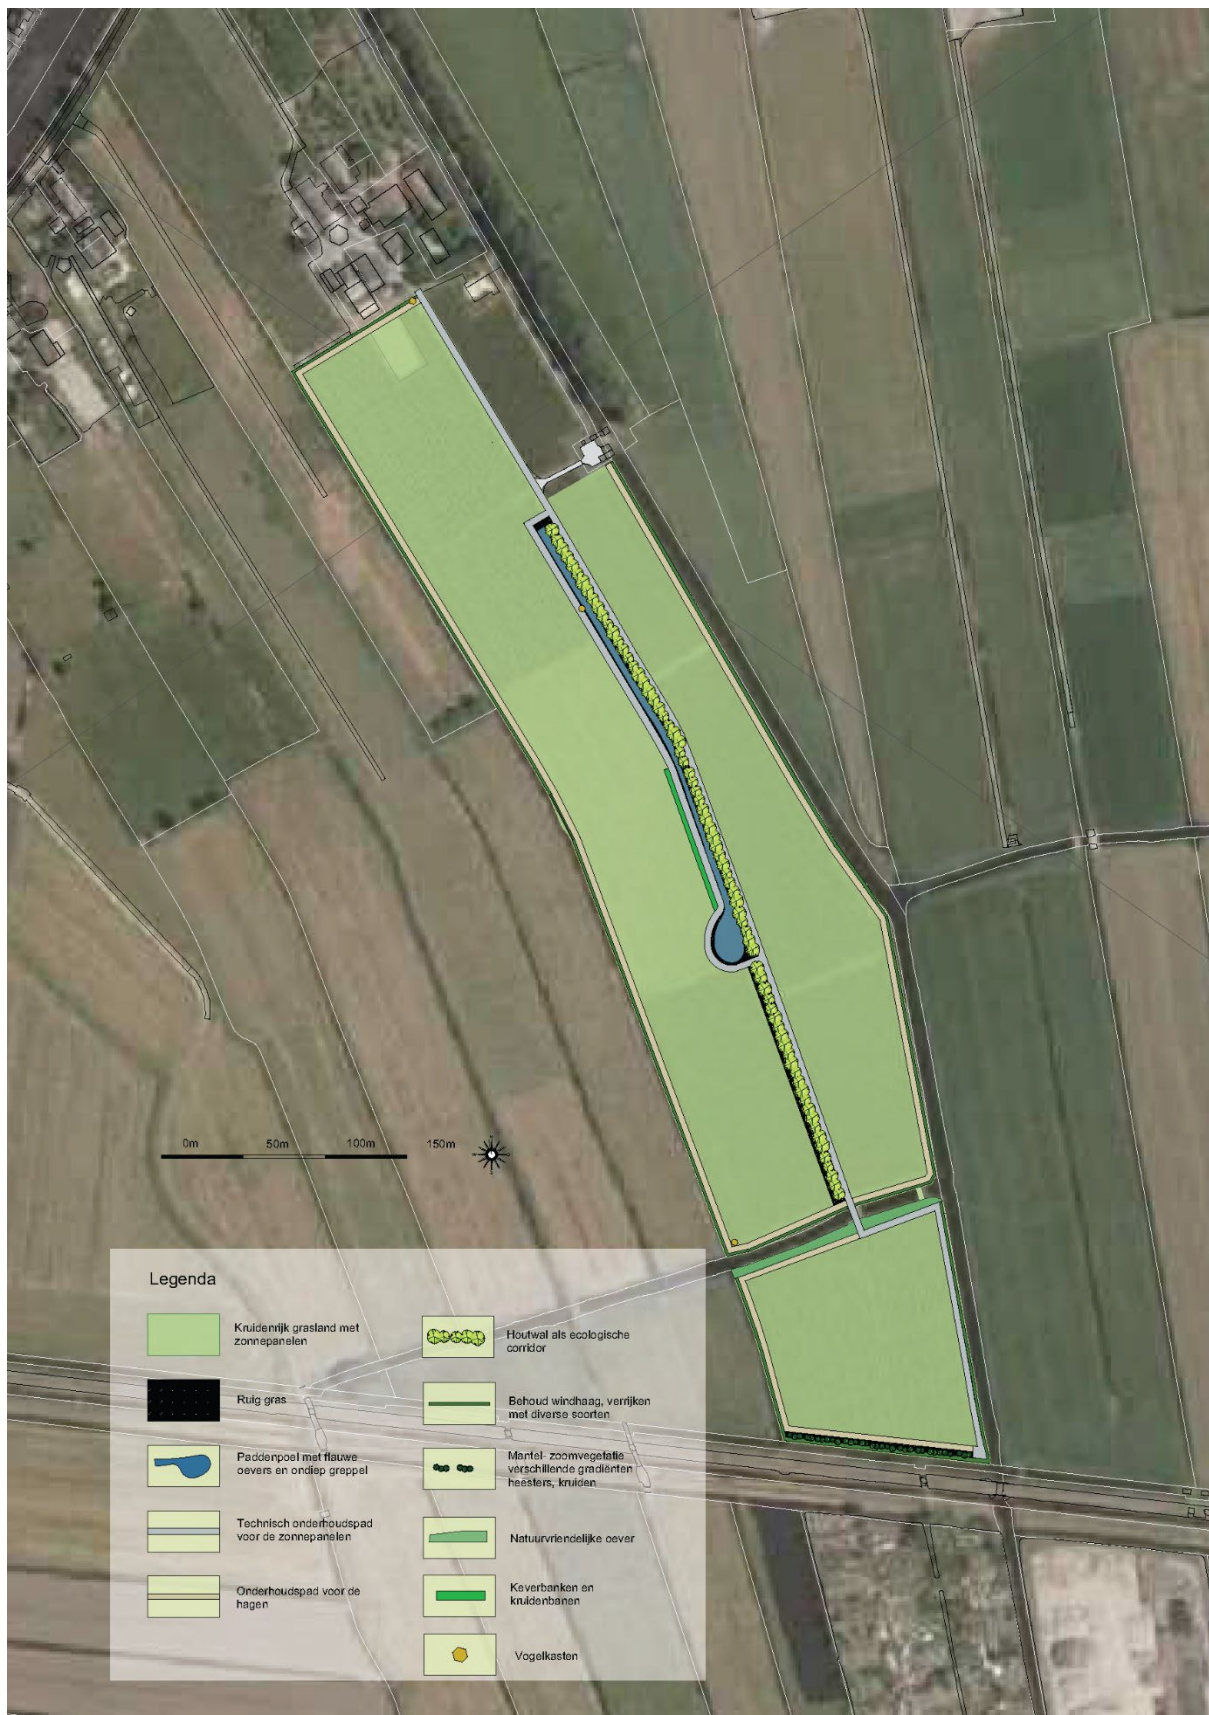 0m 50m 100m 150m
Legenda
Kruidenrijk grasland met
zonnepanelen
Ruig gras
Paddenpoel met flauwe
oevers en ondiep greppel
Technisch onderhoudspad
voor de zonnepanelen
Onderhoudspad voor de
hagen
Houtwal als ecologische
corridor
Behoud windhaag, verrijken
met diverse soorten
Mantel- zoomvegetatie
verschillende gradiënten
heesters, kruiden
Natuurvriendelijke oever
Keverbanken en
kruidenbanen
Vogelkasten